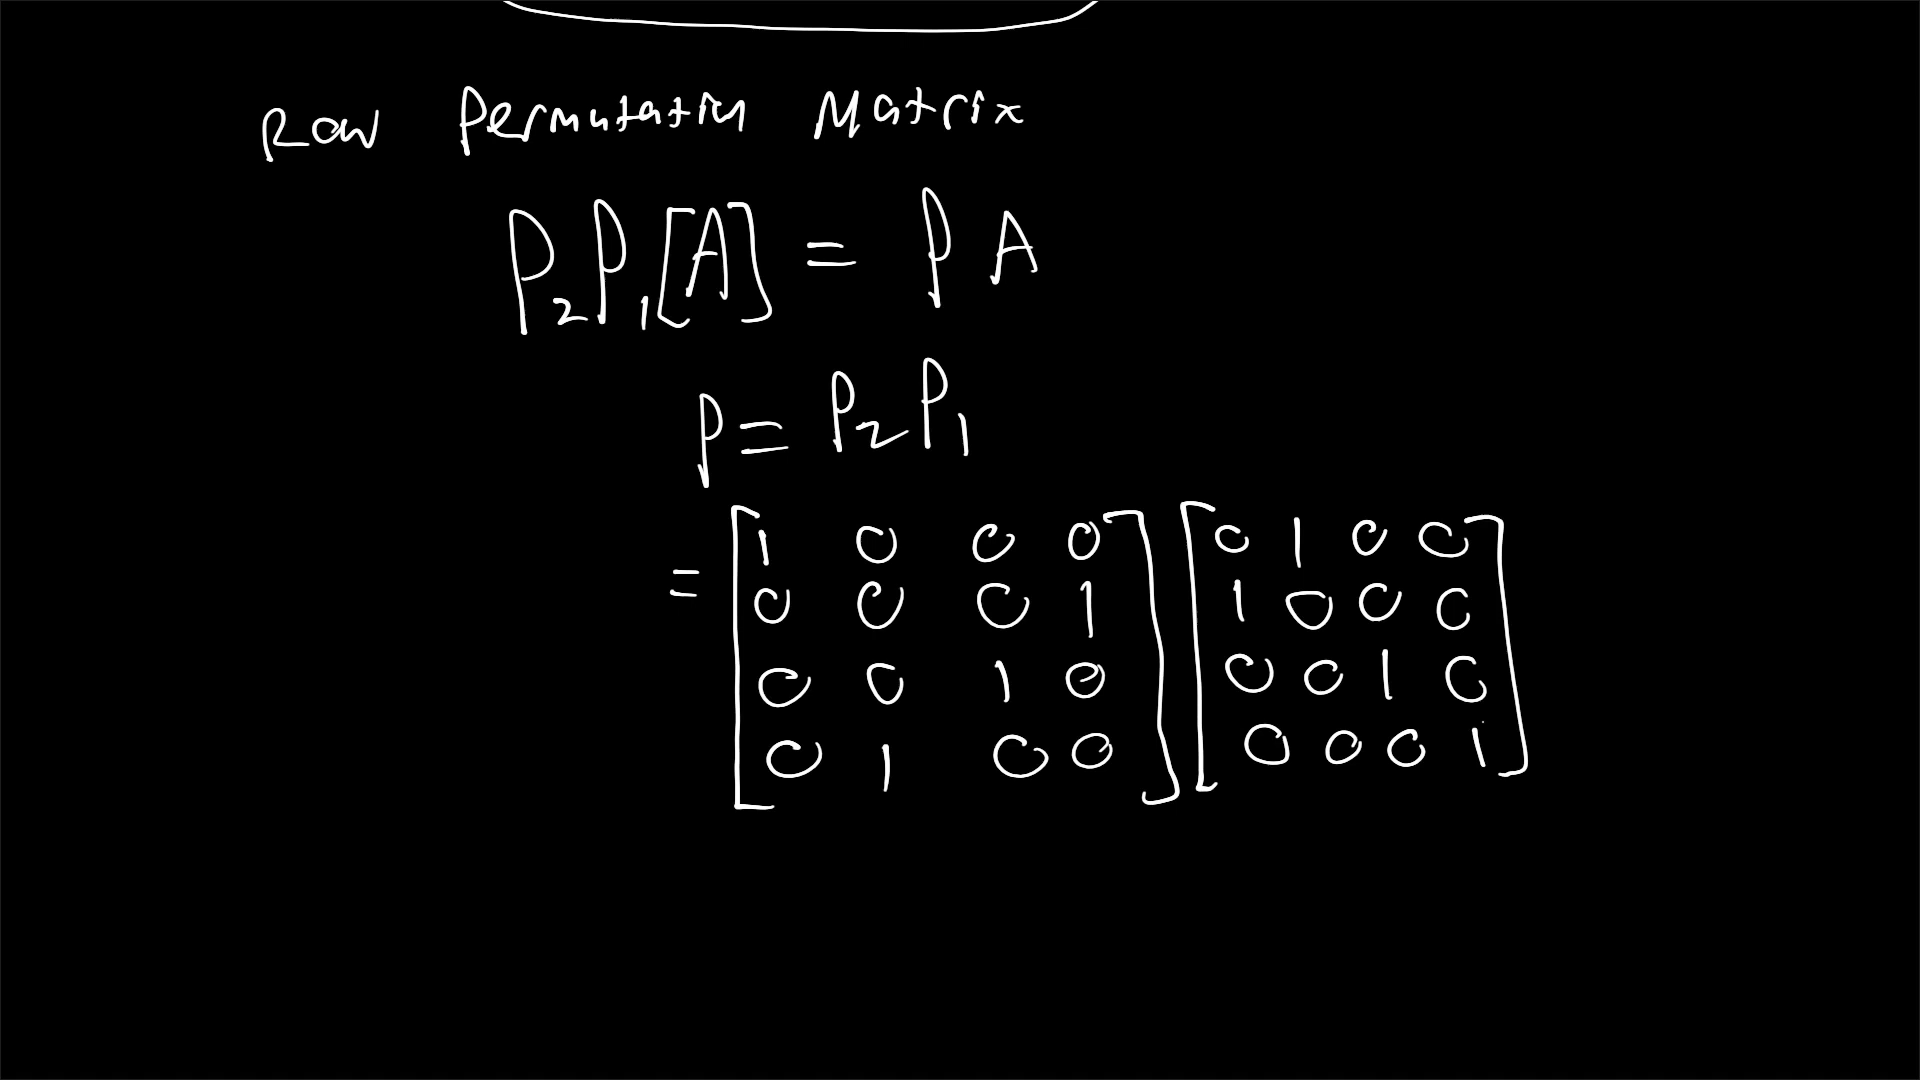 Row Permutation Matrix
P₂P₁[A] = PA
P = P₂P₁
= [1 0 0 0] [0 1 0 0]
[0 0 0 1] [1 0 0 0]
[0 0 1 0] [0 0 1 0]
[0 1 0 0] [0 0 0 1]